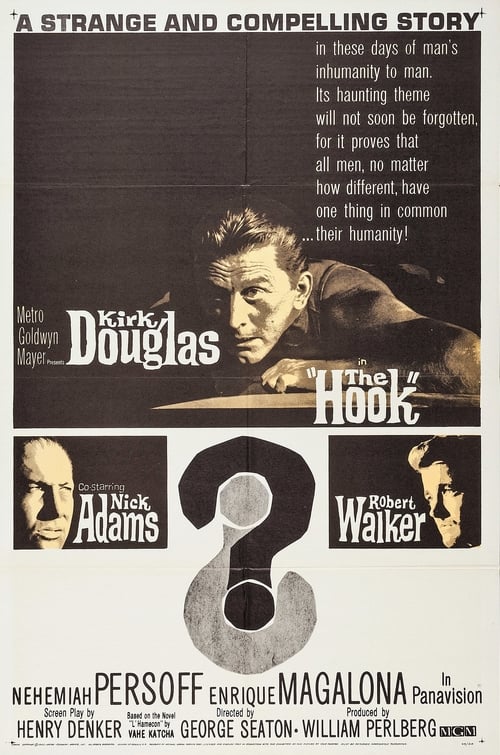 "A STRANGE AND COMPELLING STORY"
in these days of man's
inhumanity to man.
Its haunting theme
will not soon be forgotten,
for it proves that
all men, no matter
how different, have
one thing in common
...their humanity!
Metro
Goldwyn
Mayer Presents
Kirk
Douglas
in
"The
Hook"
Co-starring
Nick
Adams
Robert
Walker
?
NEHEMIAH PERSOFF ENRIQUE MAGALONA In Panavision
Screen Play by
HENRY DENKER
Based on the Novel
"L'Hamecon" by
VAHE KATCHA
Directed by
GEORGE SEATON •
Produced by
WILLIAM PERLBERG
MGM